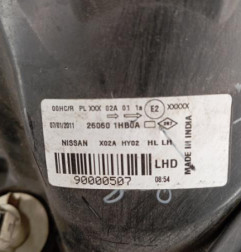 00HC/R PL XXX 02A 01 1a E2 XXXXX
07/01/2011 26060 1HB0A
NISSAN X02A HY02 HL LH
MADE IN INDIA
LHD
90000507 08:54